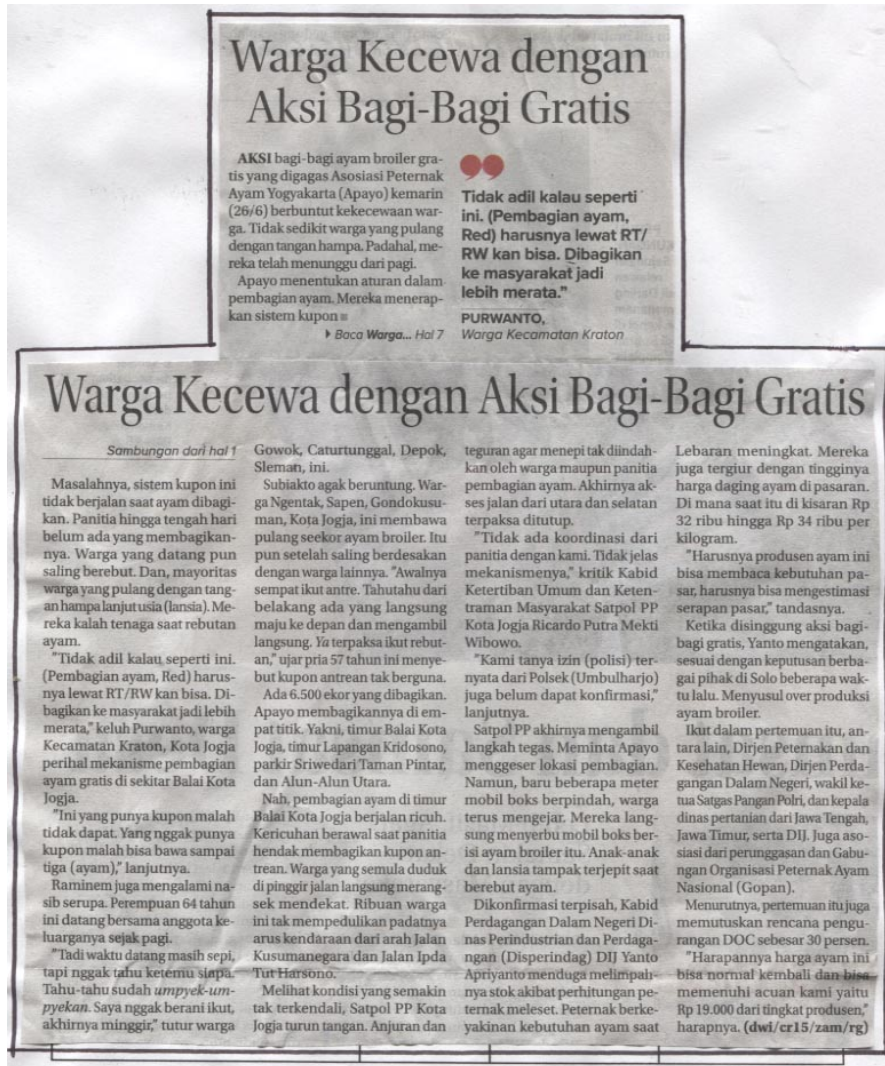 Warga Kecewa dengan
Aksi Bagi-Bagi Gratis
AKSI bagi-bagi ayam broiler gra-
tis yang digagas Asosiasi Peternak
Ayam Yogyakarta (Apayo) kemarin
(26/6) berbuntut kekecewaan war-
ga. Tidak sedikit warga yang pulang
dengan tangan hampa. Padahal, me-
reka telah menunggu dari pagi.
Apayo menentukan aturan dalam
pembagian ayam. Mereka menerap-
kan sistem kupon
▸ Baca Warga... Hal 7
Tidak adil kalau seperti
ini. (Pembagian ayam,
Red) harusnya lewat RT/
RW kan bisa. Dibagikan
ke masyarakat jadi
lebih merata."
PURWANTO,
Warga Kecamatan Kraton
Warga Kecewa dengan Aksi Bagi-Bagi Gratis
Sambungan dari hal 1
Masalahnya, sistem kupon ini
tidak berjalan saat ayam dibagi-
kan. Panitia hingga tengah hari
belum ada yang membagikan-
nya. Warga yang datang pun
saling berebut. Dan, mayoritas
warga yang pulang dengan tang-
an hampa lanjut usia (lansia). Me-
reka kalah tenaga saat rebutan
ayam.
"Tidak adil kalau seperti ini.
(Pembagian ayam, Red) harus-
nya lewat RT/RW kan bisa. Di-
bagikan ke masyarakat jadi lebih
merata," keluh Purwanto, warga
Kecamatan Kraton, Kota Jogja
perihal mekanisme pembagian
ayam gratis di sekitar Balai Kota
Jogja.
"Ini yang punya kupon malah
tidak dapat. Yang nggak punya
kupon malah bisa bawa sampai
tiga (ayam)," lanjutnya.
Raminem juga mengalami na-
sib serupa. Perempuan 64 tahun
ini datang bersama anggota ke-
luarganya sejak pagi.
"Tadi waktu datang masih sepi,
tapi nggak tahu ketemu siapa.
Tahu-tahu sudah umpyek-um-
pyekan. Saya nggak berani ikut,
akhirnya minggir," tutur warga
Gowok, Caturtunggal, Depok,
Sleman, ini.
Subiakto agak beruntung. War-
ga Ngentak, Sapen, Gondokusu-
man, Kota Jogja, ini membawa
pulang seekor ayam broiler. Itu
pun setelah saling berdesakan
dengan warga lainnya. "Awalnya
sempat ikut antre. Tahutahu dari
belakang ada yang langsung
maju ke depan dan mengambil
langsung. Ya terpaksa ikut rebut-
an," ujar pria 57 tahun ini menye-
but kupon antrean tak berguna.
Ada 6.500 ekor yang dibagikan.
Apayo membagikannya di em-
pat titik. Yakni, timur Balai Kota
Jogja, timur Lapangan Kridosono,
parkir Sriwedari Taman Pintar,
dan Alun-Alun Utara.
Nah, pembagian ayam di timur
Balai Kota Jogja berjalan ricuh.
Kericuhan berawal saat panitia
hendak membagikan kupon an-
trean. Warga yang semula duduk
di pinggir jalan langsung merang-
sek mendekat. Ribuan warga
ini tak mempedulikan padatnya
arus kendaraan dari arah Jalan
Kusumanegara dan Jalan Ipda
Tut Harsono.
Melihat kondisi yang semakin
tak terkendali, Satpol PP Kota
Jogja turun tangan. Anjuran dan
teguran agar menepi tak diindah-
kan oleh warga maupun panitia
pembagian ayam. Akhirnya ak-
ses jalan dari utara dan selatan
terpaksa ditutup.
"Tidak ada koordinasi dari
panitia dengan kami. Tidak jelas
mekanismenya," kritik Kabid
Ketertiban Umum dan Keten-
traman Masyarakat Satpol PP
Kota Jogja Ricardo Putra Mekti
Wibowo.
"Kami tanya izin (polisi) ter-
nyata dari Polsek (Umbulharjo)
juga belum dapat konfirmasi,"
lanjutnya.
Satpol PP akhirnya mengambil
langkah tegas. Meminta Apayo
menggeser lokasi pembagian.
Namun, baru beberapa meter
mobil boks berpindah, warga
terus mengejar. Mereka lang-
sung menyerbu mobil boks ber-
isi ayam broiler itu. Anak-anak
dan lansia tampak terjepit saat
berebut ayam.
Dikonfirmasi terpisah, Kabid
Perdagangan Dalam Negeri Di-
nas Perindustrian dan Perdagan-
gan (Disperindag) DIJ Yanto
Apriyanto menduga melimpah-
nya stok akibat perhitungan pe-
ternak meleset. Peternak berke-
yakinan kebutuhan ayam saat
Lebaran meningkat. Mereka
juga tergiur dengan tingginya
harga daging ayam di pasaran.
Di mana saat itu di kisaran Rp
32 ribu hingga Rp 34 ribu per
kilogram.
"Harusnya produsen ayam ini
bisa membaca kebutuhan pa-
sar, harusnya bisa mengestimasi
serapan pasar," tandasnya.
Ketika disinggung aksi bagi-
bagi gratis, Yanto mengatakan,
sesuai dengan keputusan berba-
gai pihak di Solo beberapa wak-
tu lalu. Menyusul over produksi
ayam broiler.
Ikut dalam pertemuan itu, an-
tara lain, Dirjen Peternakan dan
Kesehatan Hewan, Dirjen Perda-
gangan Dalam Negeri, wakil ke-
tua Satgas Pangan Polri, dan kepala
dinas pertanian dari Jawa Tengah,
Jawa Timur, serta DIJ. Juga aso-
siasi dari perunggasan dan Gabu-
ngan Organisasi Peternak Ayam
Nasional (Gopan).
Menurutnya, pertemuan itu juga
memutuskan rencana pengu-
rangan DOC sebesar 30 persen.
"Harapannya harga ayam ini
bisa normal kembali dan bisa
memenuhi acuan kami yaitu
Rp 19.000 dari tingkat produsen,"
harapnya. (dwi/cr15/zam/rg)